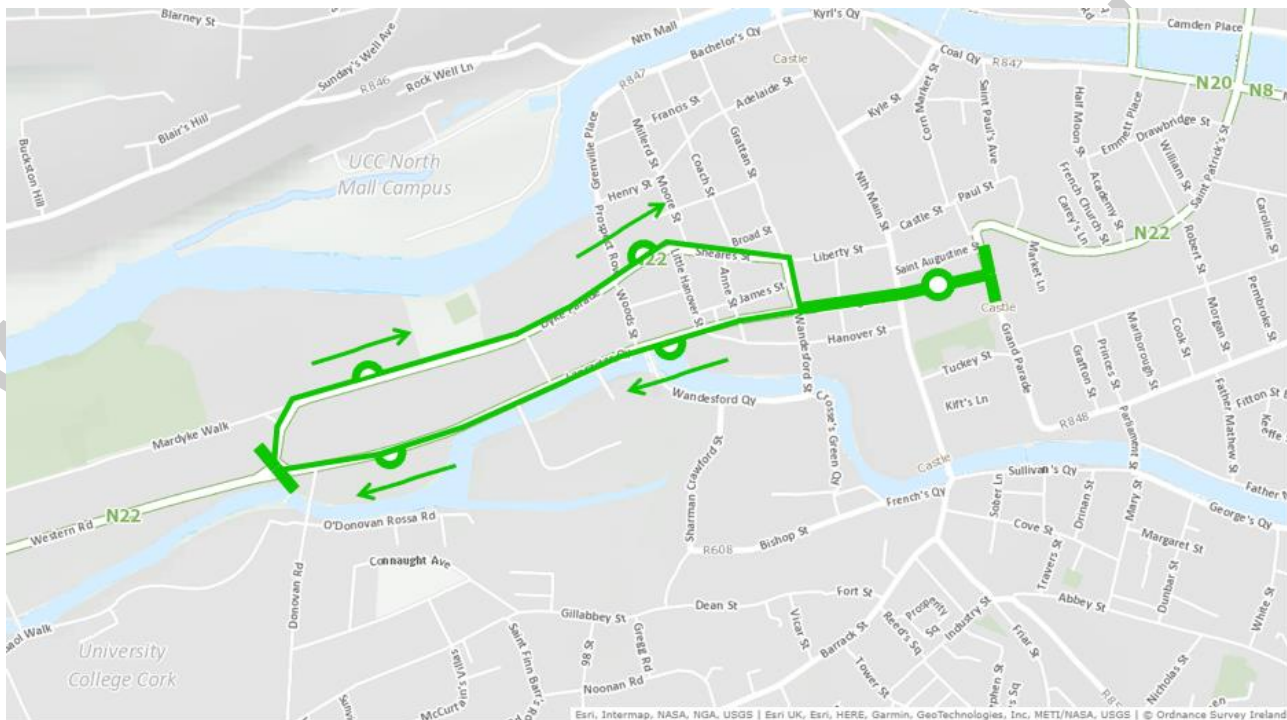 Blarney St
Sunday's Well Ave
R846
Rock Well Ln
Blair's Hill
Buckston Hill
UCC North
Mall Campus
Nth Mall
Bachelor's Qy
R847
Kyrl's Qy
Castle
Coal Qy
R847
Camden Place
N20
N8
Francis St
Adelaide St
Grenville Place
Millerd St
Grattan St
Coach St
Moore St
Henry St
Prospect Row
Kyle St
Corn Market St
Saint Paul's Ave
Half Moon St
Emmett Place
Drawbridge St
William St
Saint Patrick's St
French Church St
Carey's Ln
Academy St
Nth Main St
Castle St
Paul St
N22
Robert St
Caroline St
Broad St
Sheares St
Liberty St
Saint Augustine St
Market Ln
N22
Little Hanover St
Anne St
James St
Dyke Parade
Woods St
Hanover St
Wandesford St
Castle
Grand Parade
Tuckey St
Kift's Ln
Pembroke St
Morgan St
Cook St
Marlborough St
Princes St
Grafton St
Wandesford Qy
Crosse's Green Qy
R848
Parliament St
Father Mathew St
Fitton St E
Mardyke Walk
Western Rd
N22
O'Donovan Rossa Rd
Connaught Ave
Donovan Rd
Sharman Crawford St
Castle
French's Qy
Sullivan's Qy
Sober Ln
Drinan St
Mary St
George's Qy
R608
Bishop St
Cove St
Travers St
Margaret St
Dunbar St
Abbey St
White St
Gillabbey St
Dean St
Fort St
Vicar St
Barrack St
Reed's Sq
Prosperity
Sq
Industry St
Friar St
Tower St
Nicholas St
98 St
Gregg Rd
Noonan Rd
University
College Cork
Esri, Intermap, NASA, NGA, USGS | Esri UK, Esri, HERE, Garmin, GeoTechnologies, Inc, METI/NASA, USGS | © Ordnance Survey Ireland